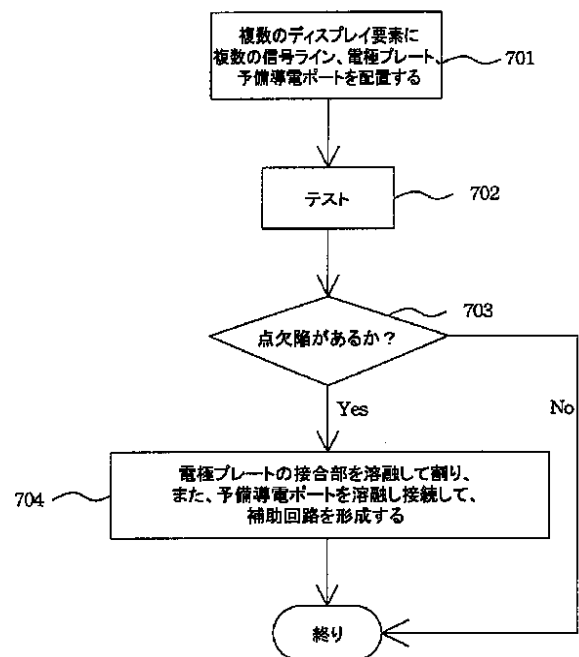 複数のディスプレイ要素に
複数の信号ライン、電極プレート、
予備導電ポートを配置する
701
テスト
702
点欠陥があるか？
703
Yes
No
電極プレートの接合部を溶融して割り、
また、予備導電ポートを溶融し接続して、
補助回路を形成する
704
終り